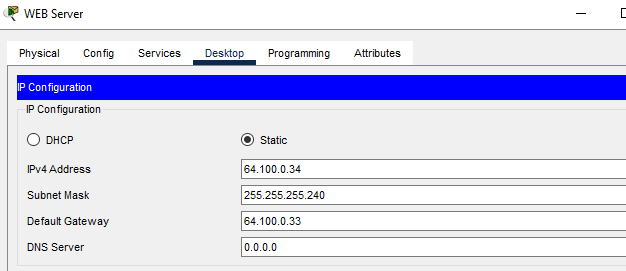 WEB Server
Physical Config Services Desktop Programming Attributes
IP Configuration
IP Configuration
DHCP Static
IPv4 Address 64.100.0.34
Subnet Mask 255.255.255.240
Default Gateway 64.100.0.33
DNS Server 0.0.0.0